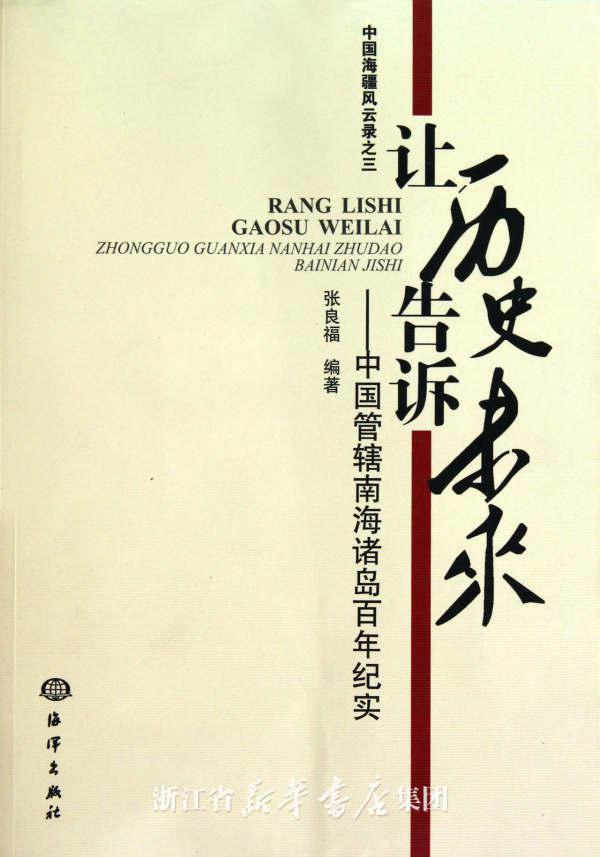 中国海疆风云录之三
让历史告诉未来
RANG LISHI
GAOSU WEILAI
ZHONGGUO GUANXIA NANHAI ZHUDAO
BAINIAN JISHI
——中国管辖南海诸岛百年纪实
张良福 编著
海洋出版社
浙江省新华书店集团